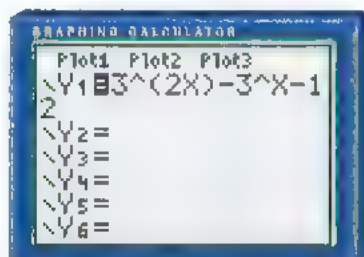 GRAPHING CALCULATOR
Plot1 Plot2 Plot3
\Y1=3^(2X)-3^X-1
2
\Y2=
\Y3=
\Y4=
\Y5=
\Y6=